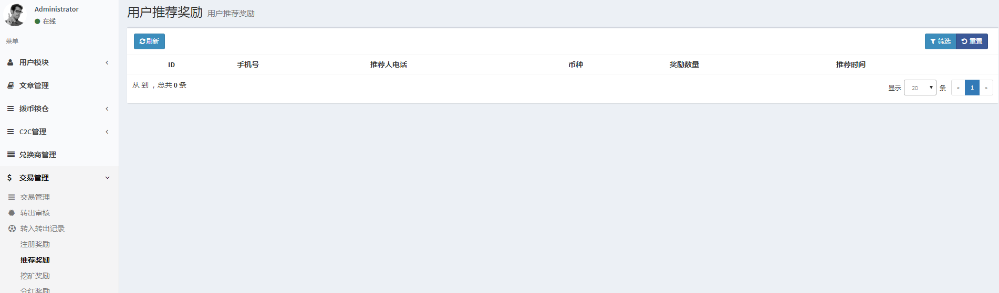 Administrator
在线
菜单
用户模块
文章管理
拨币锁仓
C2C管理
兑换商管理
交易管理
交易管理
转出审核
转入转出记录
注册奖励
推荐奖励
挖矿奖励
分红奖励
用户推荐奖励 用户推荐奖励
刷新 筛选 重置
ID 手机号 推荐人电话 币种 奖励数量 推荐时间
从 到 ，总共 0 条 显示 20 条 « 1 »